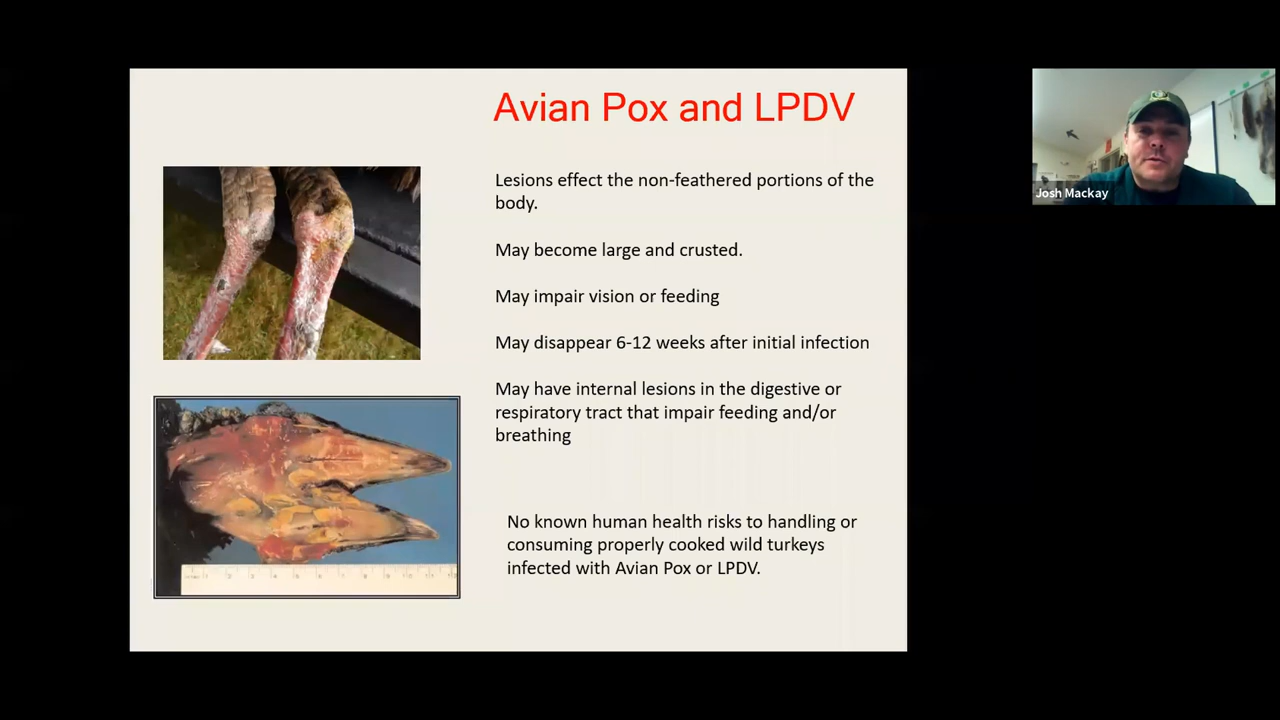 Avian Pox and LPDV
Lesions effect the non-feathered portions of the
body.
May become large and crusted.
May impair vision or feeding
May disappear 6-12 weeks after initial infection
May have internal lesions in the digestive or
respiratory tract that impair feeding and/or
breathing
No known human health risks to handling or
consuming properly cooked wild turkeys
infected with Avian Pox or LPDV.
Josh Mackay